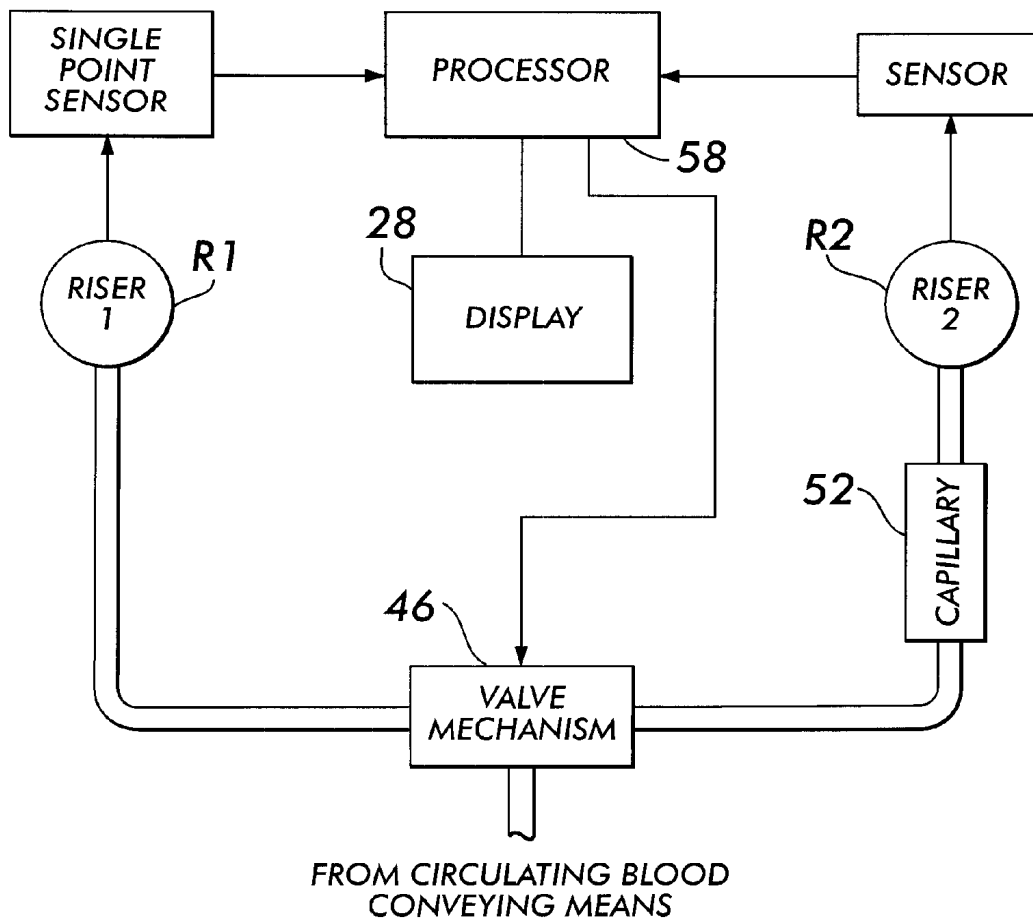 SINGLE
POINT
SENSOR
PROCESSOR
SENSOR
58
28
R1
R2
RISER
1
DISPLAY
RISER
2
52
CAPILLARY
46
VALVE
MECHANISM
FROM CIRCULATING BLOOD
CONVEYING MEANS